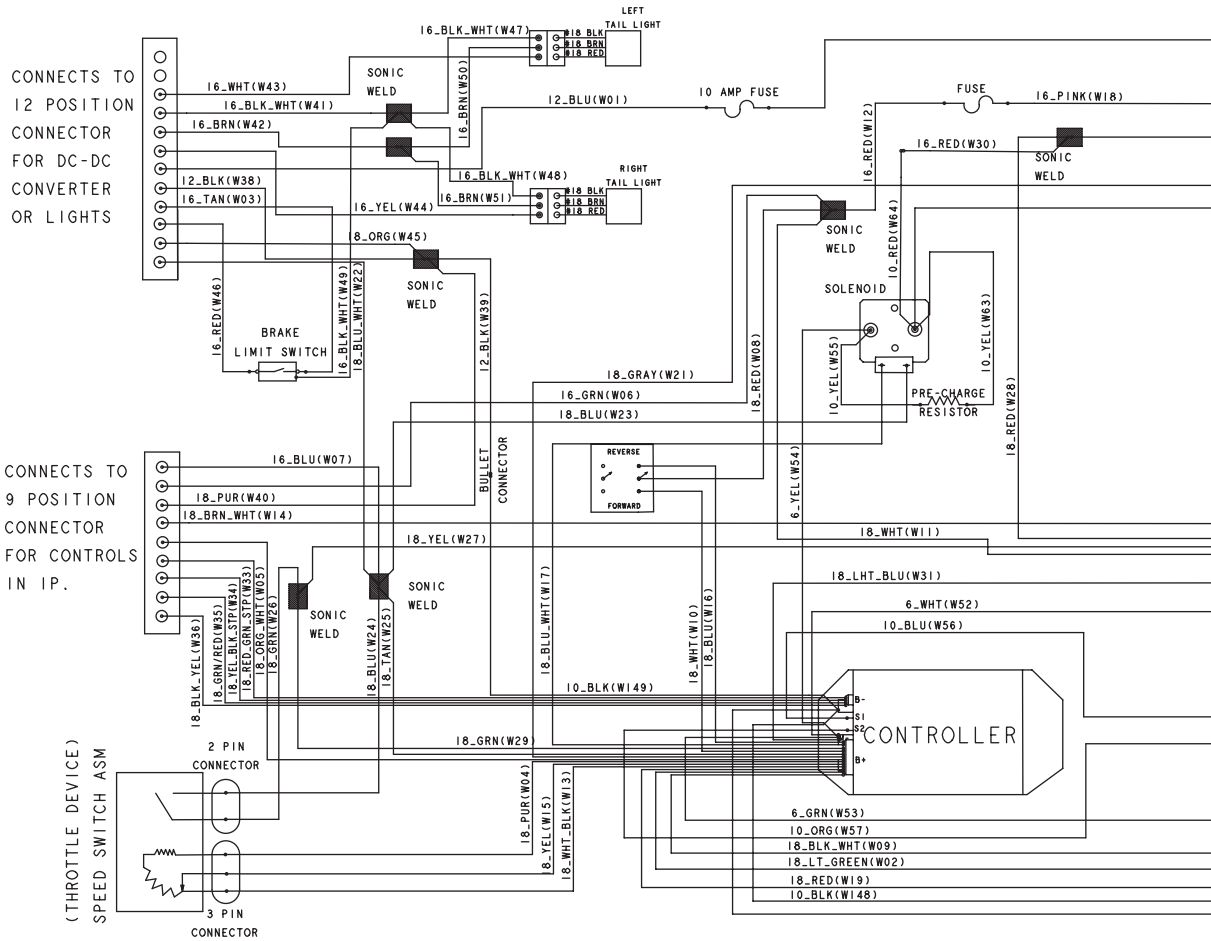 LEFT
TAIL LIGHT
16_BLK_WHT(W47)
#18 BLK
#18 BRN
#18 RED
CONNECTS TO
12 POSITION
CONNECTOR
FOR DC-DC
CONVERTER
OR LIGHTS
16_WHT(W43)
16_BLK_WHT(W41)
16_BRN(W42)
SONIC
WELD
16_BRN(W50)
12_BLU(W01)
10 AMP FUSE
FUSE
16_PINK(W18)
16_RED(W12)
16_RED(W30)
SONIC
WELD
12_BLK(W38)
16_TAN(W03)
16_BLK_WHT(W48)
16_BRN(W51)
16_YEL(W44)
RIGHT
TAIL LIGHT
#18 BLK
#18 BRN
#18 RED
SONIC
WELD
10_RED(W64)
18_ORG(W45)
SONIC
WELD
SOLENOID
16_RED(W46)
BRAKE
LIMIT SWITCH
16_BLK_WHT(W49)
18_BLU_WHT(W22)
12_BLK(W39)
18_GRAY(W21)
16_GRN(W06)
18_BLU(W23)
18_RED(W08)
10_YEL(W55)
10_YEL(W63)
PRE-CHARGE
RESISTOR
18_RED(W28)
CONNECTS TO
9 POSITION
CONNECTOR
FOR CONTROLS
IN IP.
16_BLU(W07)
18_PUR(W40)
18_BRN_WHT(W14)
BULLET
CONNECTOR
REVERSE
FORWARD
6_YEL(W54)
18_WHT(W11)
18_YEL(W27)
SONIC
WELD
SONIC
WELD
18_LHT_BLU(W31)
6_WHT(W52)
10_BLU(W56)
18_BLK_YEL(W36)
18_GRN/RED(W35)
18_YEL_BLK_STP(W34)
18_RED_GRN_STP(W33)
18_ORG_WHT(W05)
18_GRN(W26)
18_BLU(W24)
18_TAN(W25)
18_BLU_WHT(W17)
18_WHT(W10)
18_BLU(W16)
10_BLK(W149)
B-
S1
S2
B+
CONTROLLER
18_GRN(W29)
(THROTTLE DEVICE)
SPEED SWITCH ASM
2 PIN
CONNECTOR
18_PUR(W04)
18_YEL(W15)
18_WHT_BLK(W13)
6_GRN(W53)
10_ORG(W57)
18_BLK_WHT(W09)
18_LT_GREEN(W02)
18_RED(W19)
10_BLK(W148)
3 PIN
CONNECTOR